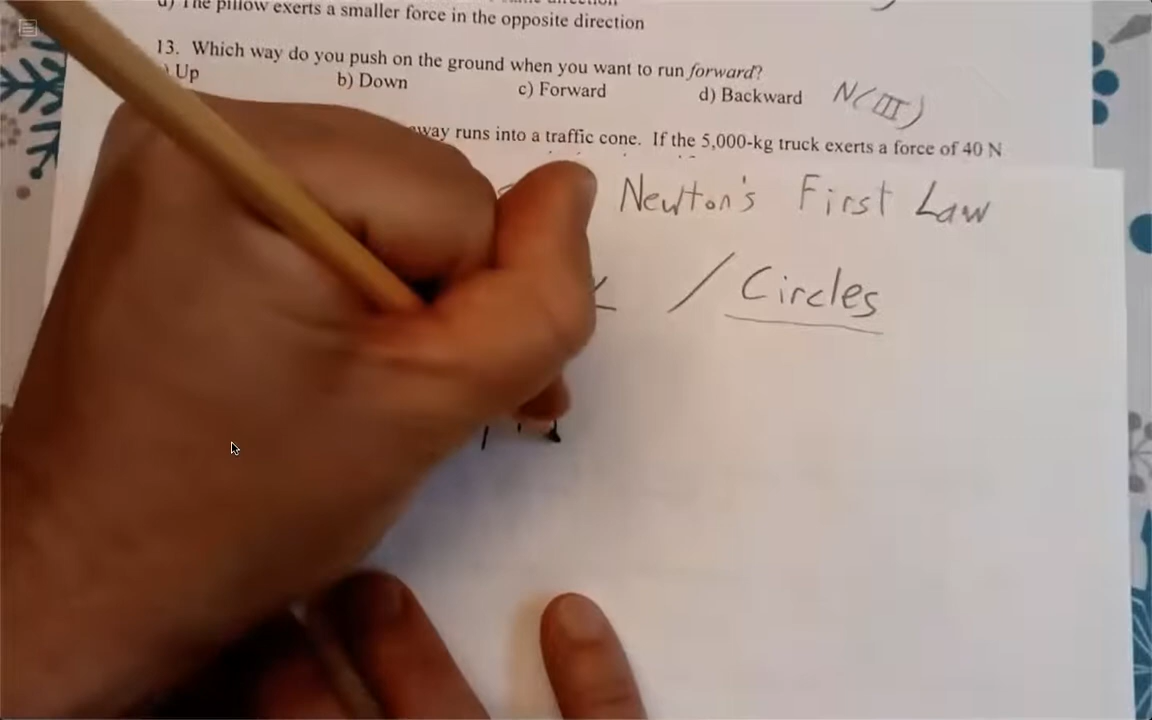 d) The pillow exerts a smaller force in the opposite direction
13. Which way do you push on the ground when you want to run forward?
) Up b) Down c) Forward d) Backward N(III)
way runs into a traffic cone. If the 5,000-kg truck exerts a force of 40 N
Newton's First Law
/ Circles